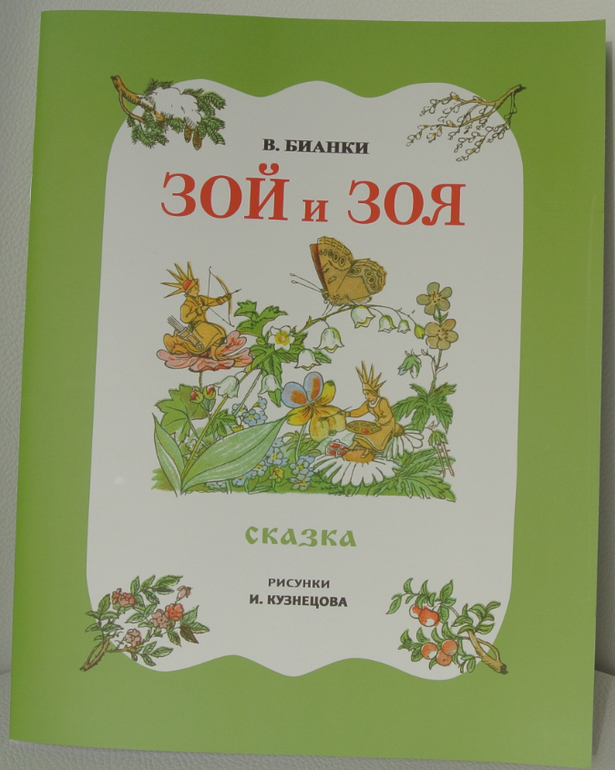 В. БИАНКИ
ЗОЙ и ЗОЯ
СКАЗКА
РИСУНКИ
И. КУЗНЕЦОВА